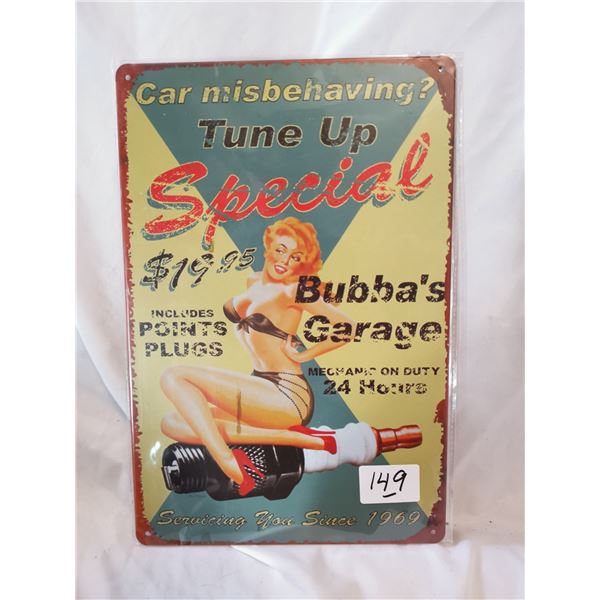 Car misbehaving?
Tune Up
Special
$19.95
INCLUDES
POINTS
PLUGS
Bubba's
Garage
MECHANIC ON DUTY
24 Hours
149
Servicing You Since 1969